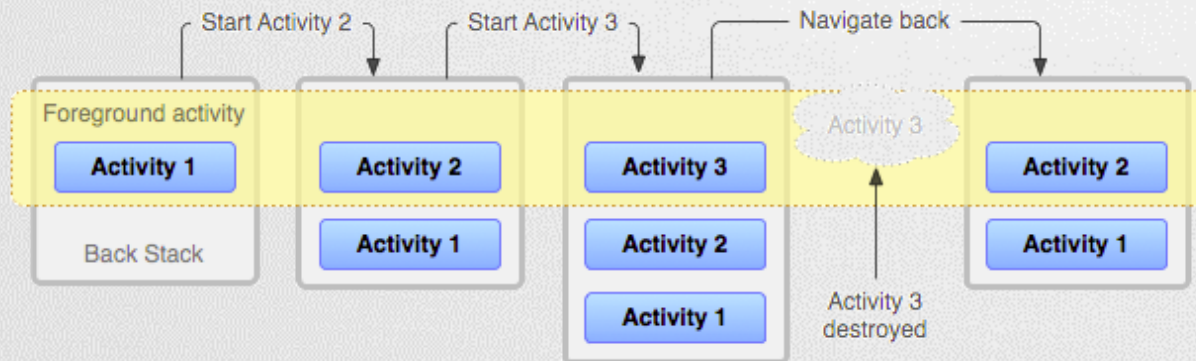 Start Activity 2
Start Activity 3
Navigate back
Foreground activity
Activity 1
Back Stack
Activity 2
Activity 1
Activity 3
Activity 2
Activity 1
Activity 3
Activity 3
destroyed
Activity 2
Activity 1